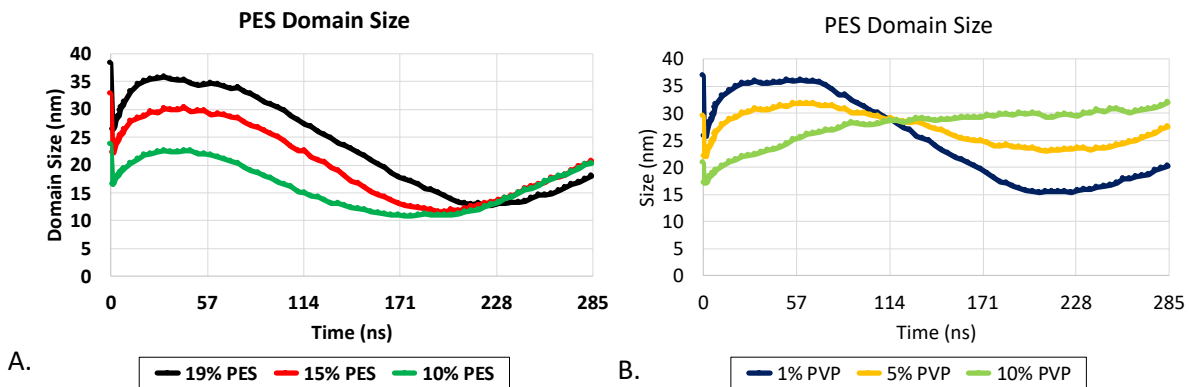 PES Domain Size
40
35
30
25
20
15
10
5
0
Domain Size (nm)
0 57 114 171 228 285
Time (ns)
A.
19% PES 15% PES 10% PES
PES Domain Size
40
35
30
25
20
15
10
5
0
Size (nm)
0 57 114 171 228 285
Time (ns)
B.
1% PVP 5% PVP 10% PVP